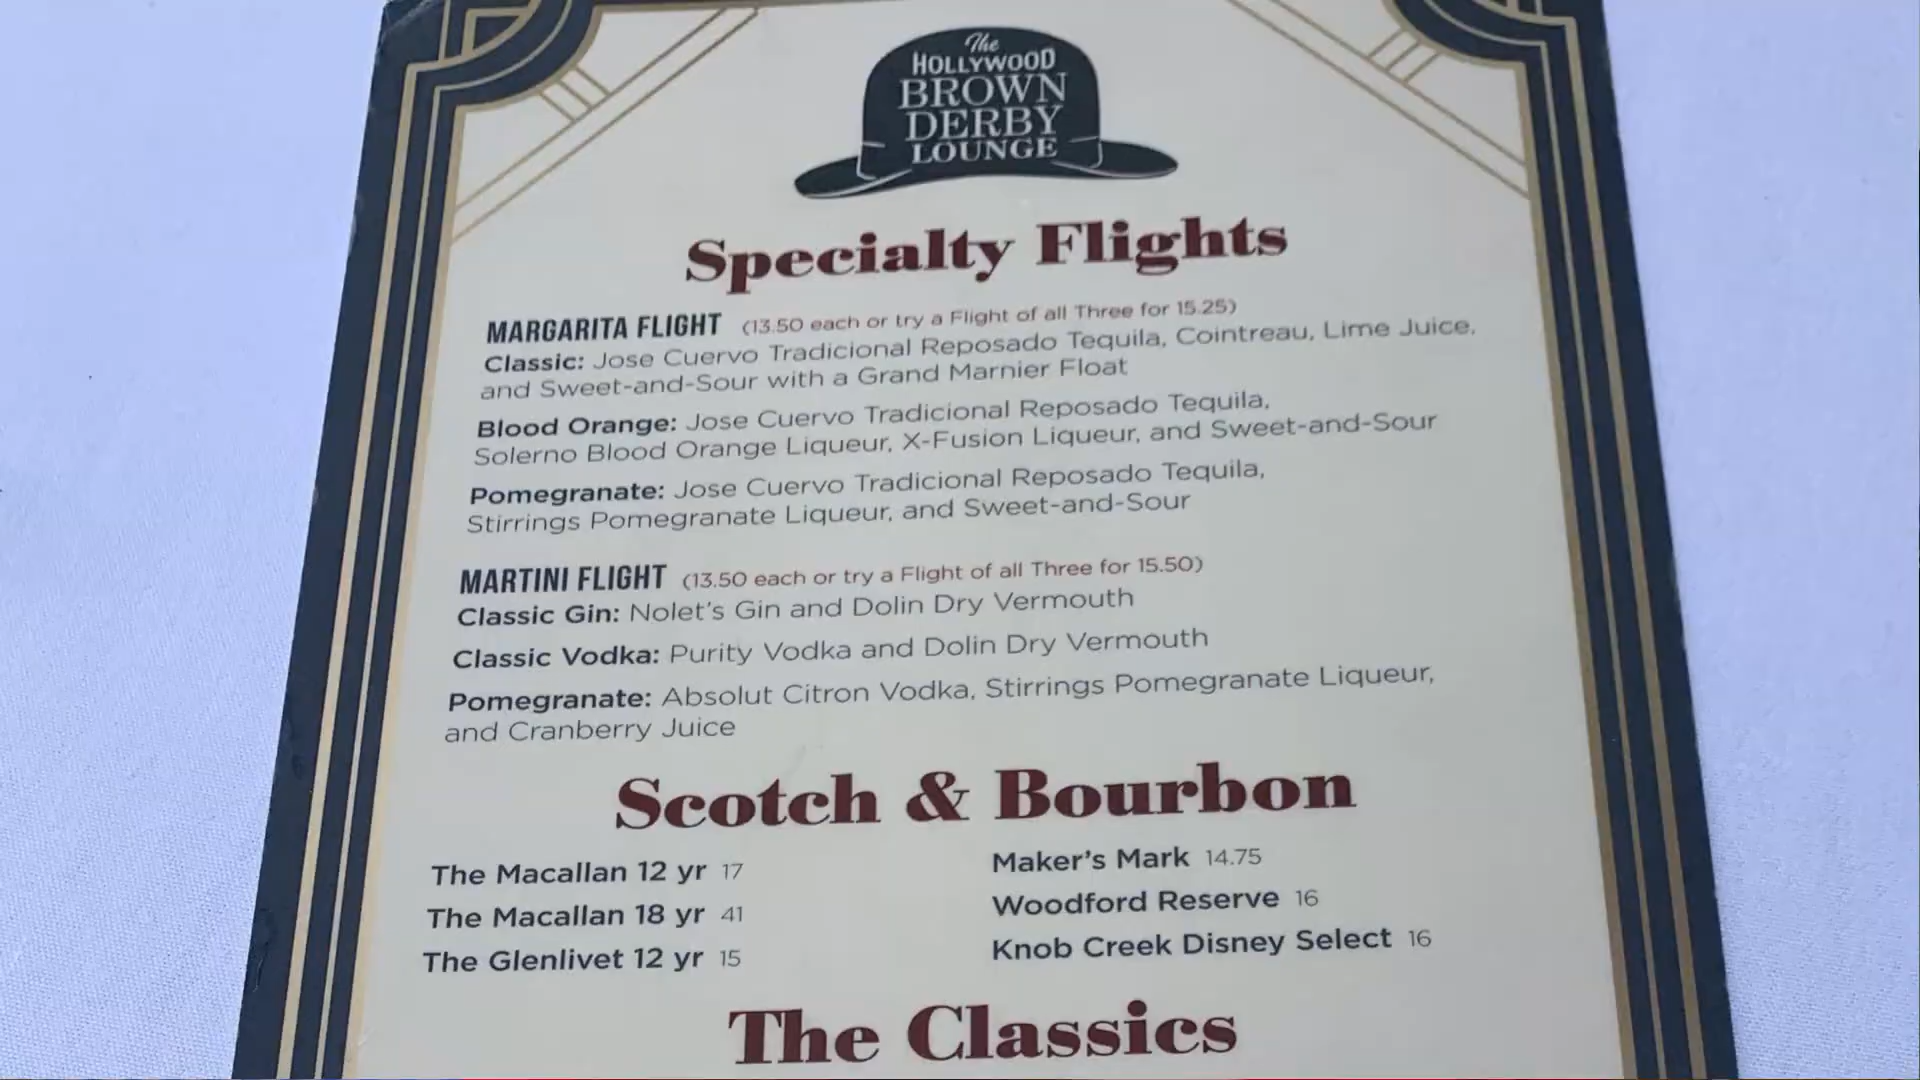 The
HOLLYWOOD
BROWN
DERBY
LOUNGE
Specialty Flights
MARGARITA FLIGHT (13.50 each or try a Flight of all Three for 15.25)
Classic: Jose Cuervo Tradicional Reposado Tequila, Cointreau, Lime Juice,
and Sweet-and-Sour with a Grand Marnier Float
Blood Orange: Jose Cuervo Tradicional Reposado Tequila,
Solerno Blood Orange Liqueur, X-Fusion Liqueur, and Sweet-and-Sour
Pomegranate: Jose Cuervo Tradicional Reposado Tequila,
Stirrings Pomegranate Liqueur, and Sweet-and-Sour
MARTINI FLIGHT (13.50 each or try a Flight of all Three for 15.50)
Classic Gin: Nolet's Gin and Dolin Dry Vermouth
Classic Vodka: Purity Vodka and Dolin Dry Vermouth
Pomegranate: Absolut Citron Vodka, Stirrings Pomegranate Liqueur,
and Cranberry Juice
Scotch & Bourbon
The Macallan 12 yr 17
The Macallan 18 yr 41
The Glenlivet 12 yr 15
Maker's Mark 14.75
Woodford Reserve 16
Knob Creek Disney Select 16
The Classics